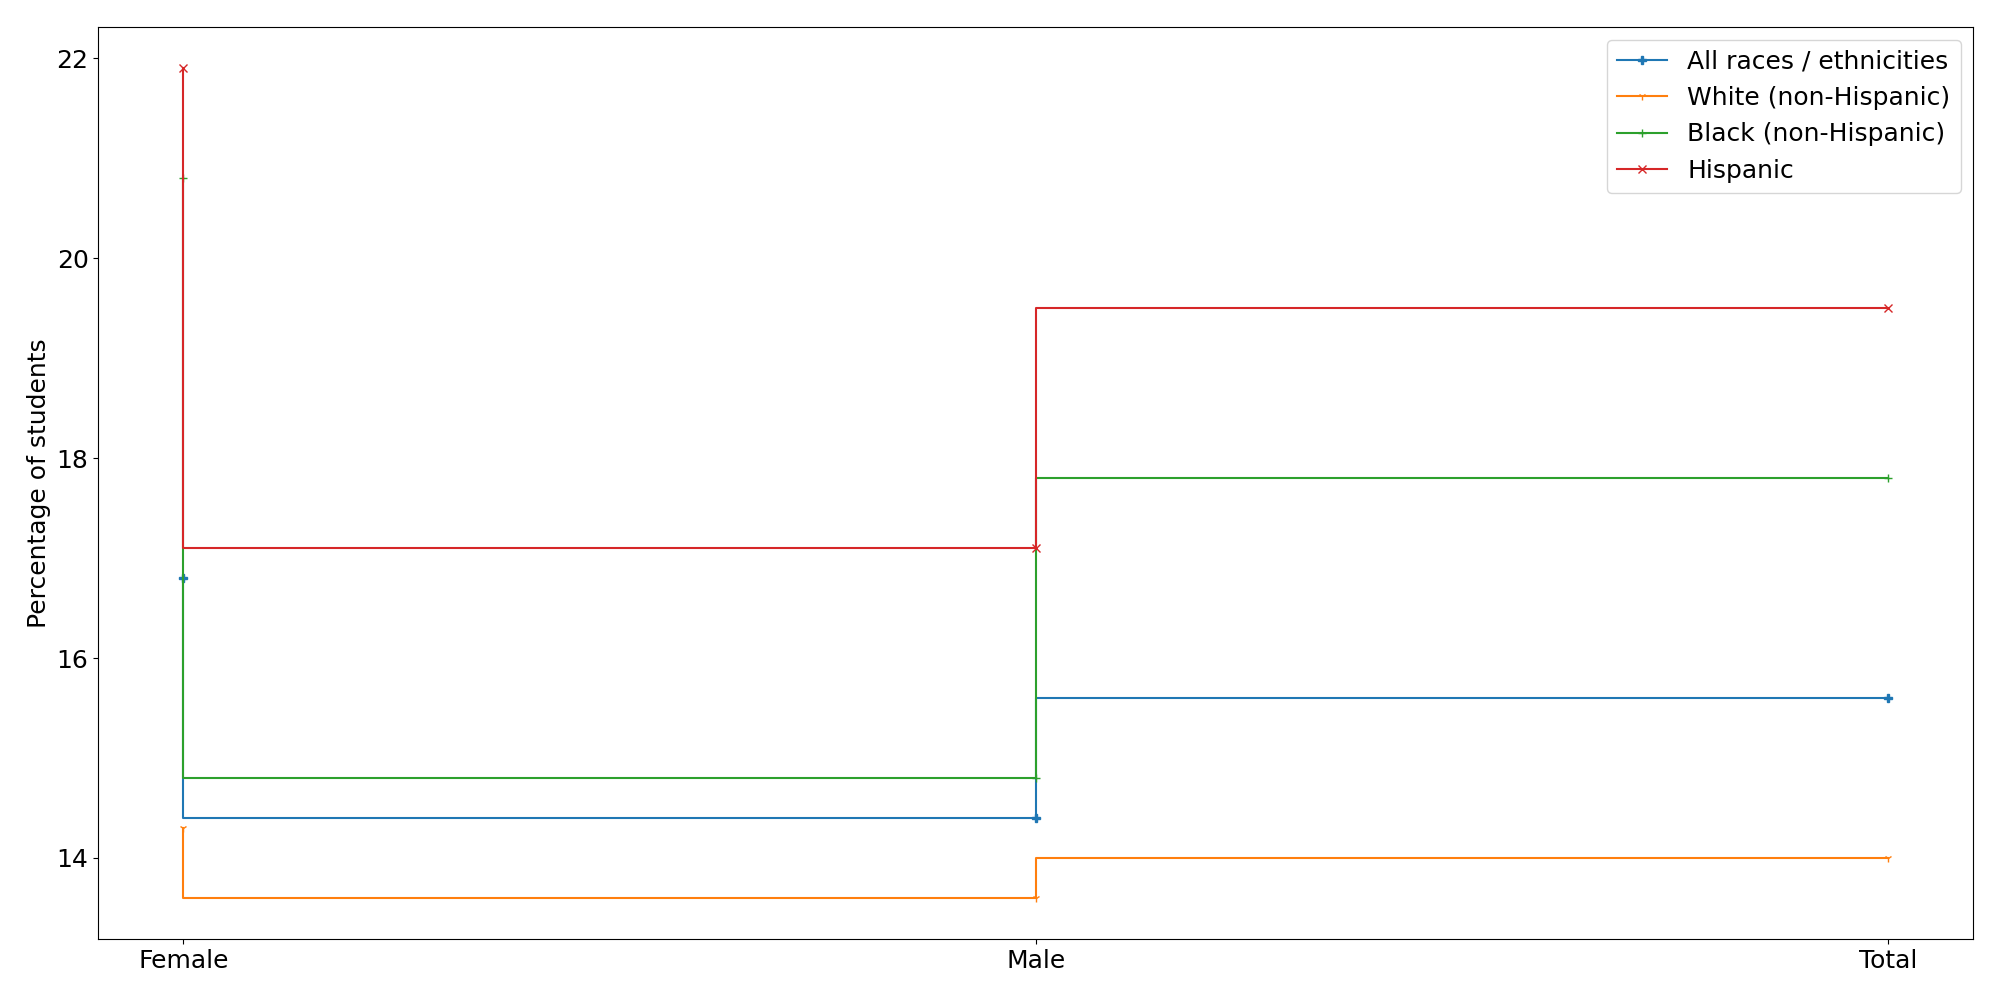 22
20
18
16
14
Percentage of students
Female
Male
Total
All races / ethnicities
White (non-Hispanic)
Black (non-Hispanic)
Hispanic